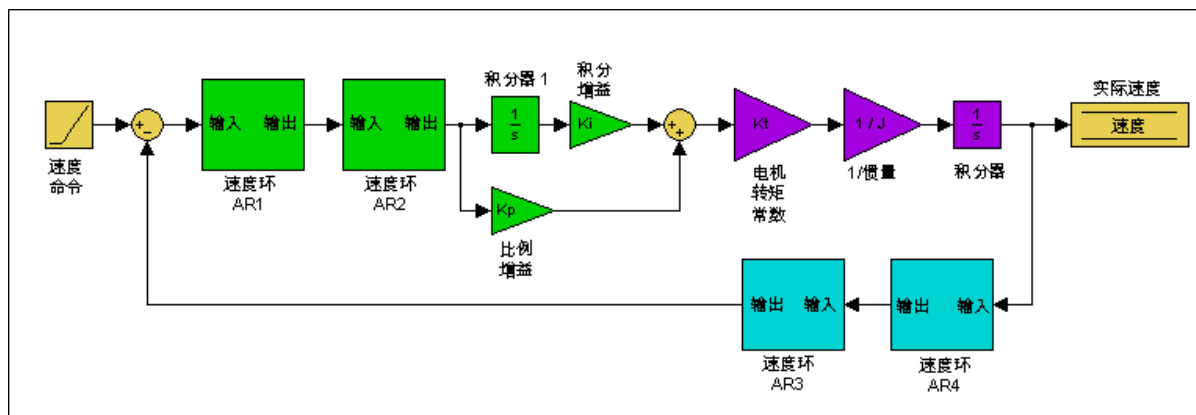 速度
命令
+
-
输入 输出
速度环
AR1
输入 输出
速度环
AR2
积分器 1
1
s
积分
增益
Ki
Kp
比例
增益
+
+
Kt
电机
转矩
常数
1 / J
1/惯量
1
s
积分器
实际速度
速度
输出 输入
速度环
AR3
输出 输入
速度环
AR4